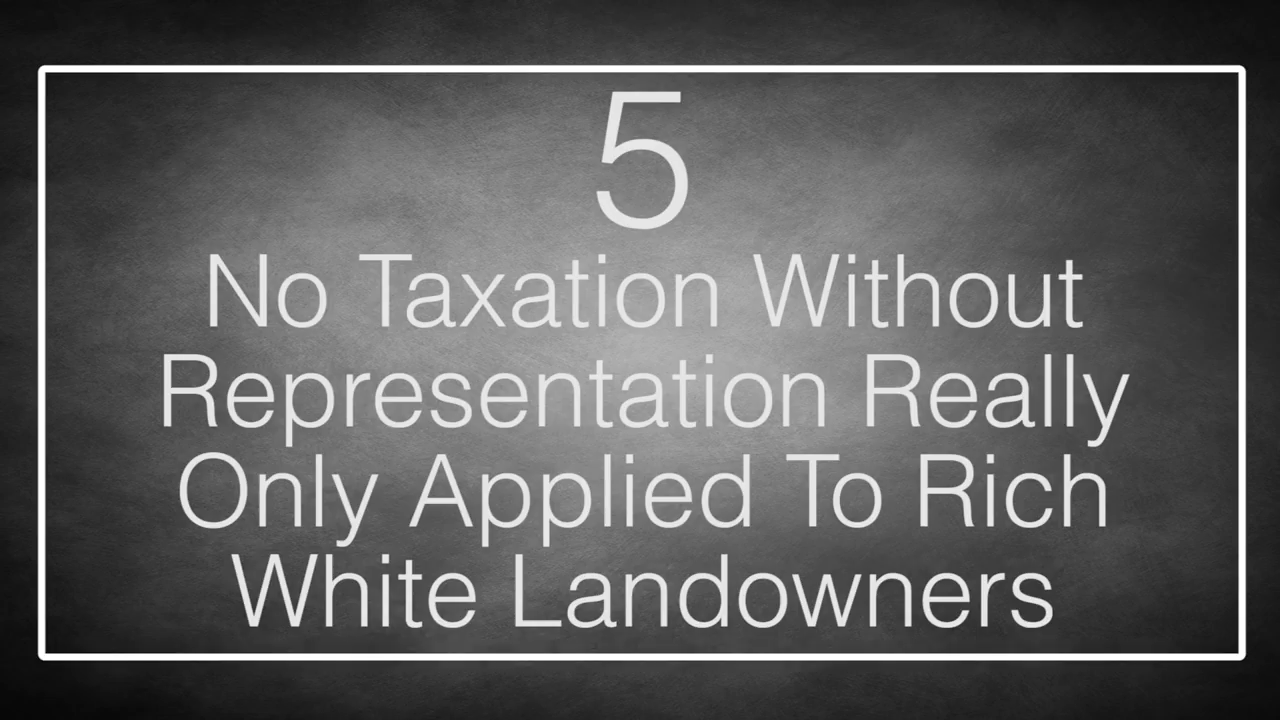 5
No Taxation Without
Representation Really
Only Applied To Rich
White Landowners